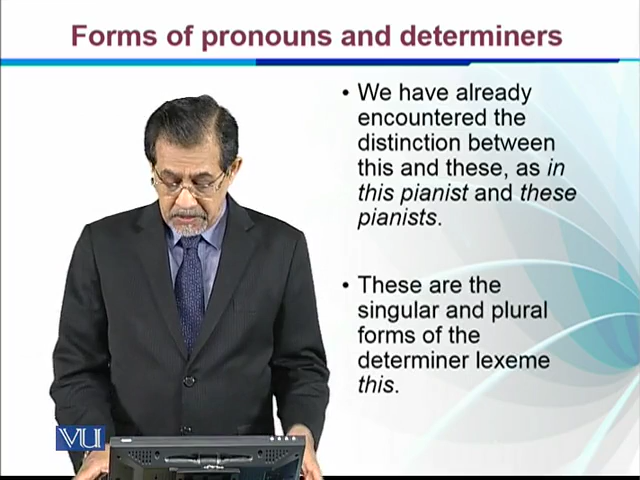 Forms of pronouns and determiners
• We have already
encountered the
distinction between
this and these, as in
this pianist and these
pianists.
• These are the
singular and plural
forms of the
determiner lexeme
this.
VU